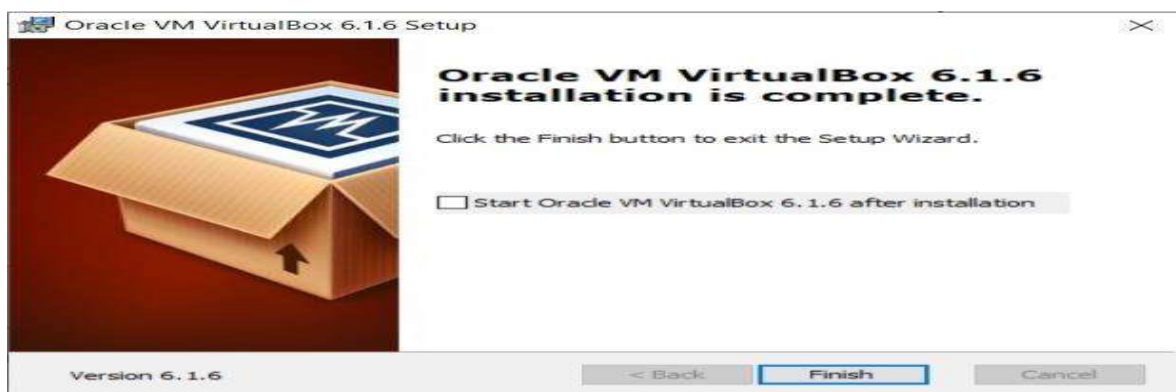 Oracle VM VirtualBox 6.1.6 Setup
Oracle VM VirtualBox 6.1.6
installation is complete.
Click the Finish button to exit the Setup Wizard.
Start Oracle VM VirtualBox 6.1.6 after installation
Version 6.1.6
< Back
Finish
Cancel